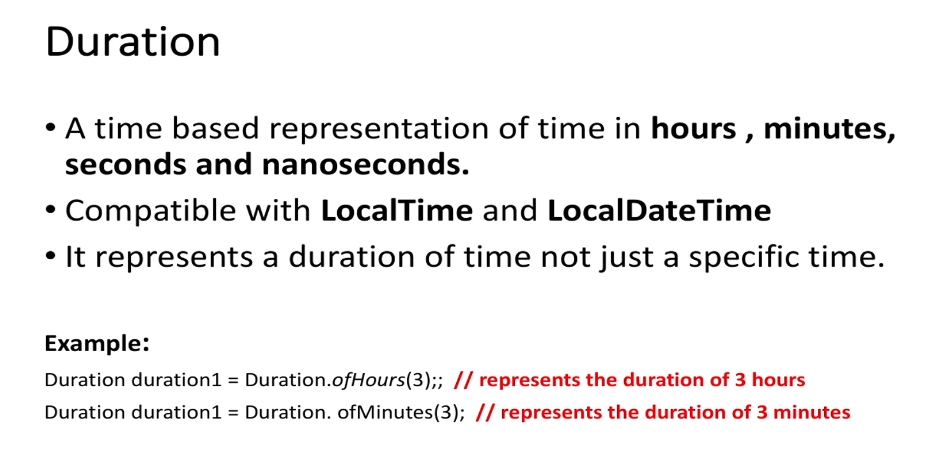 Duration
• A time based representation of time in hours , minutes,
seconds and nanoseconds.
• Compatible with LocalTime and LocalDateTime
• It represents a duration of time not just a specific time.
Example:
Duration duration1 = Duration.ofHours(3);; // represents the duration of 3 hours
Duration duration1 = Duration. ofMinutes(3); // represents the duration of 3 minutes